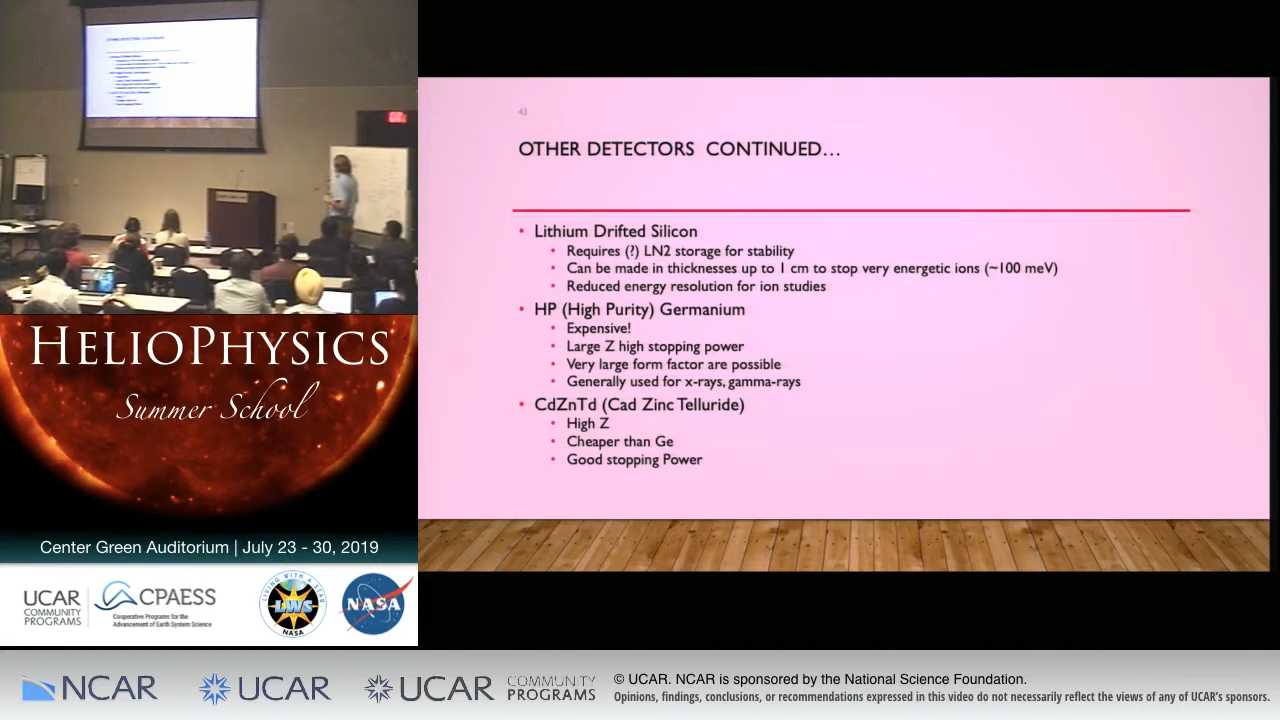 43
OTHER DETECTORS CONTINUED...
• Lithium Drifted Silicon
• Requires (?) LN2 storage for stability
• Can be made in thicknesses up to 1 cm to stop very energetic ions (~100 meV)
• Reduced energy resolution for ion studies
• HP (High Purity) Germanium
• Expensive!
• Large Z high stopping power
• Very large form factor are possible
• Generally used for x-rays, gamma-rays
• CdZnTd (Cad Zinc Telluride)
• High Z
• Cheaper than Ge
• Good stopping Power
HELIOPHYSICS
Summer School
Center Green Auditorium | July 23 - 30, 2019
UCAR
COMMUNITY
PROGRAMS
CPAESS
Cooperative Programs for the
Advancement of Earth System Science
LIVING WITH A STAR
LWS
NASA
NASA
NCAR
UCAR
UCAR
COMMUNITY
PROGRAMS
© UCAR. NCAR is sponsored by the National Science Foundation.
Opinions, findings, conclusions, or recommendations expressed in this video do not necessarily reflect the views of any of UCAR's sponsors.